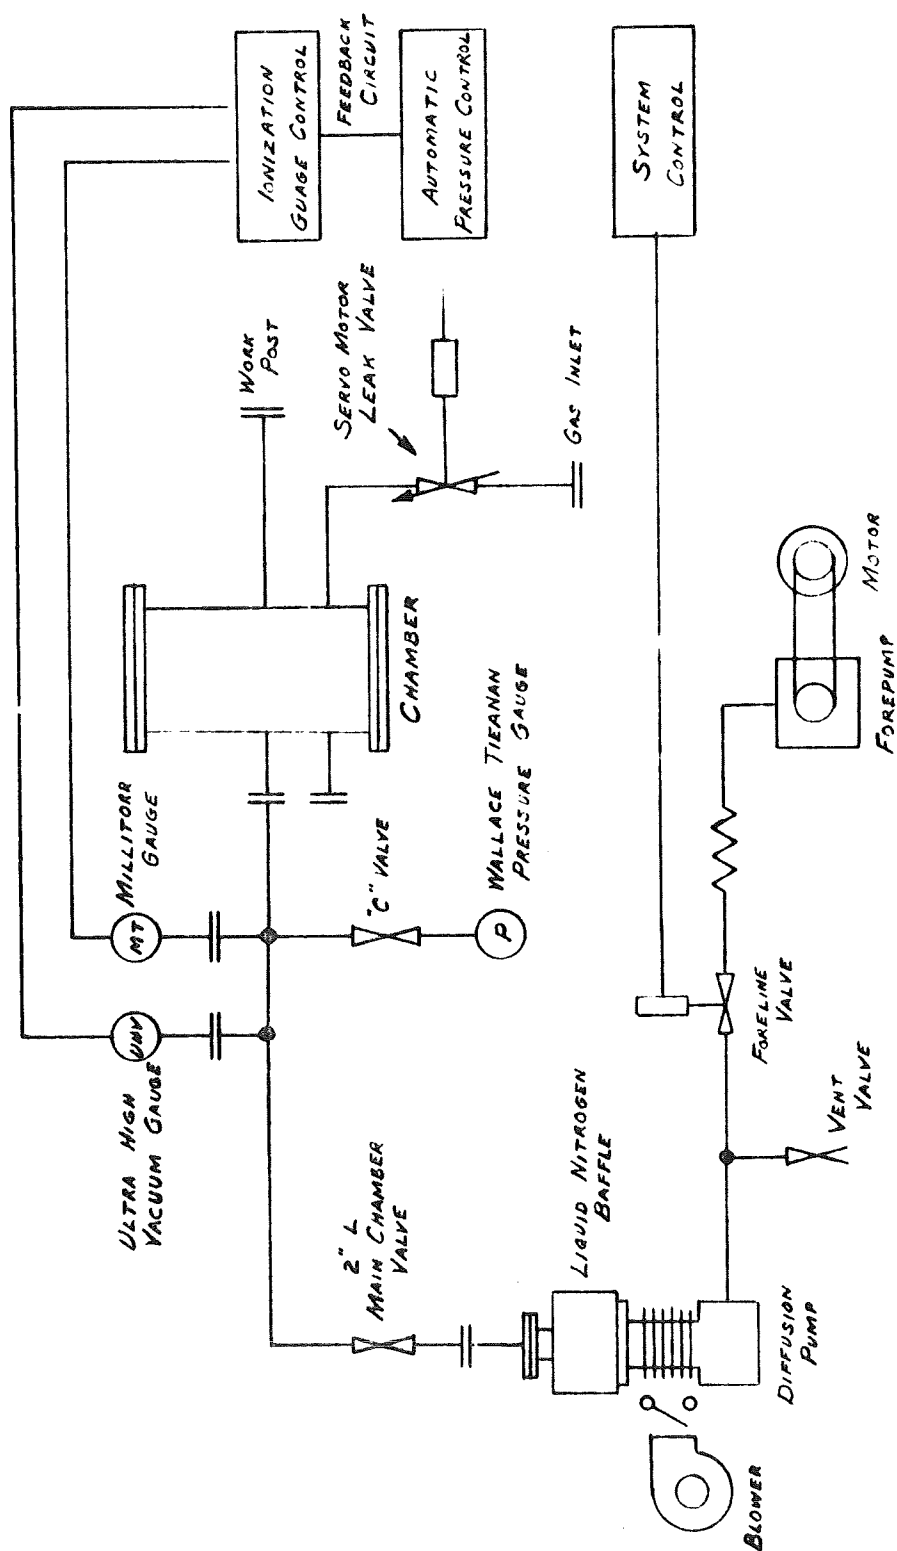 IONIZATION
GUAGE CONTROL
FEEDBACK
CIRCUIT
AUTOMATIC
PRESSURE CONTROL
SYSTEM
CONTROL
WORK
POST
SERVO MOTOR
LEAK VALVE
GAS INLET
CHAMBER
MILLITORR
GAUGE
MT
ULTRA HIGH
VACUUM GAUGE
UHV
"C" VALVE
WALLACE TIEANAN
PRESSURE GAUGE
P
2" L
MAIN CHAMBER
VALVE
LIQUID NITROGEN
BAFFLE
BLOWER
DIFFUSION
PUMP
VENT
VALVE
FORELINE
VALVE
FOREPUMP
MOTOR